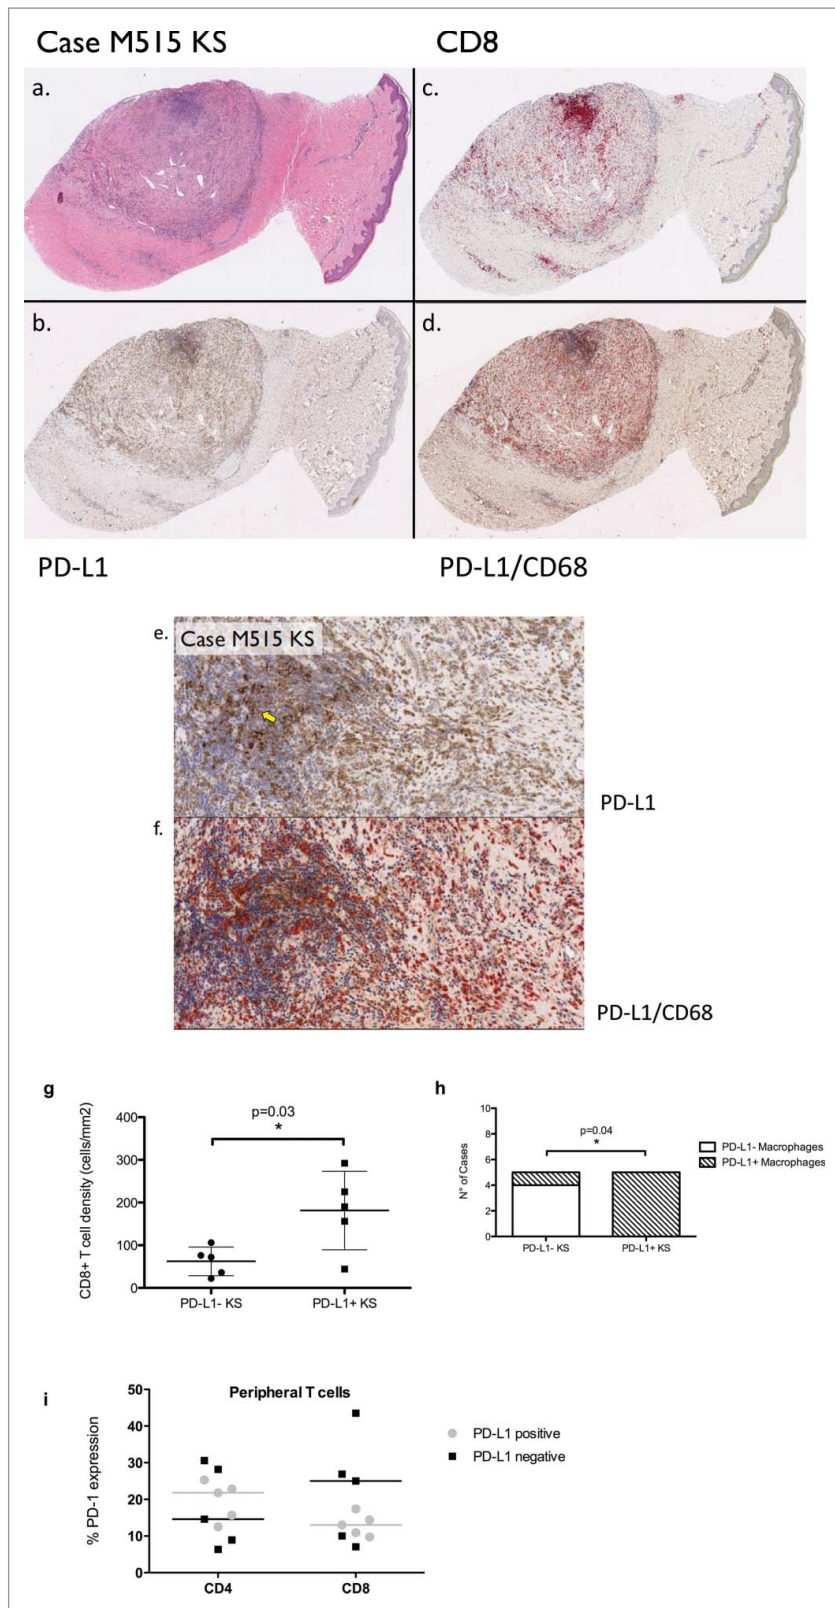 Case M515 KS
CD8
a.
c.
b.
d.
PD-L1
PD-L1/CD68
e.
Case M515 KS
PD-L1
f.
PD-L1/CD68
g
CD8+ T cell density (cells/mm2)
400
300
200
100
0
p=0.03
*
PD-L1- KS
PD-L1+ KS
h
N° of Cases
10
8
6
4
2
0
p=0.04
*
PD-L1- KS
PD-L1+ KS
PD-L1- Macrophages
PD-L1+ Macrophages
i
Peripheral T cells
% PD-1 expression
50
40
30
20
10
0
CD4
CD8
PD-L1 positive
PD-L1 negative